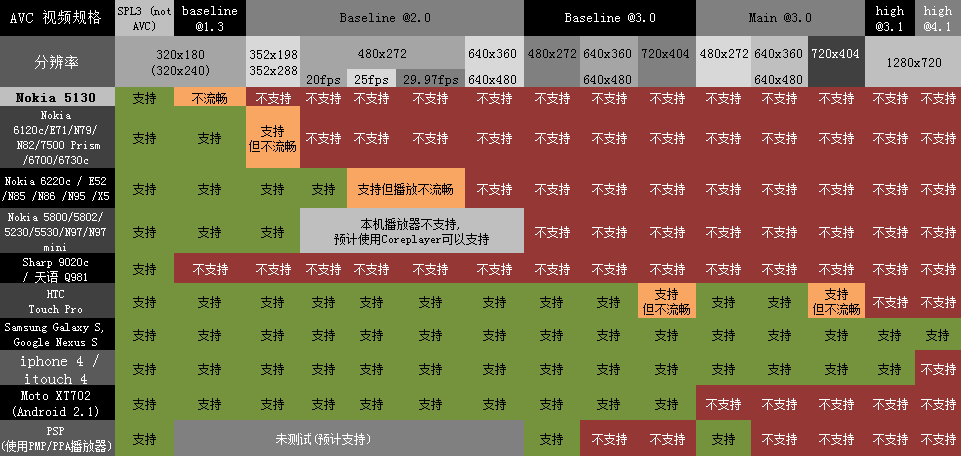 AVC 视频规格 SPL3 (not AVC) baseline @1.3 Baseline @2.0 Baseline @3.0 Main @3.0 high @3.1 high @4.1
分辨率 320x180 (320x240) 352x198 352x288 480x272 640x360 480x272 640x360 720x404 480x272 640x360 720x404 1280x720
20fps 25fps 29.97fps 640x480 640x480 640x480
Nokia 5130 支持 不流畅 不支持 不支持 不支持 不支持 不支持 不支持 不支持 不支持 不支持 不支持 不支持 不支持 不支持
Nokia
6120c/E71/N79/
N82/7500 Prism
/6700/6730c
支持 支持 支持 但不流畅 不支持 不支持 不支持 不支持 不支持 不支持 不支持 不支持 不支持 不支持 不支持 不支持
Nokia 6220c / E52
/N85 /N86 /N95 /X5
支持 支持 支持 支持 支持但播放不流畅 不支持 不支持 不支持 不支持 不支持 不支持 不支持 不支持 不支持
Nokia 5800/5802/
5230/5530/N97/N97
mini
支持 支持 支持 本机播放器不支持,
预计使用Coreplayer可以支持
不支持 不支持 不支持 不支持 不支持 不支持 不支持 不支持
Sharp 9020c
/ 天语 Q981
支持 不支持 不支持 不支持 不支持 不支持 不支持 不支持 不支持 不支持 不支持 不支持 不支持 不支持 不支持
HTC
Touch Pro
支持 支持 支持 支持 支持 支持 支持 支持 支持 支持 但不流畅 支持 支持 支持 但不流畅 不支持 不支持
Samsung Galaxy S,
Google Nexus S
支持 支持 支持 支持 支持 支持 支持 支持 支持 支持 支持 支持 支持 支持 支持
iphone 4 /
itouch 4
支持 支持 支持 支持 支持 支持 支持 支持 支持 支持 支持 支持 支持 支持 不支持
Moto XT702
(Android 2.1)
支持 支持 支持 支持 支持 支持 支持 支持 支持 支持 不支持 不支持 不支持 不支持 不支持
PSP
(使用PMP/PPA播放器)
支持 未测试(预计支持) 支持 不支持 不支持 支持 不支持 不支持 不支持 不支持